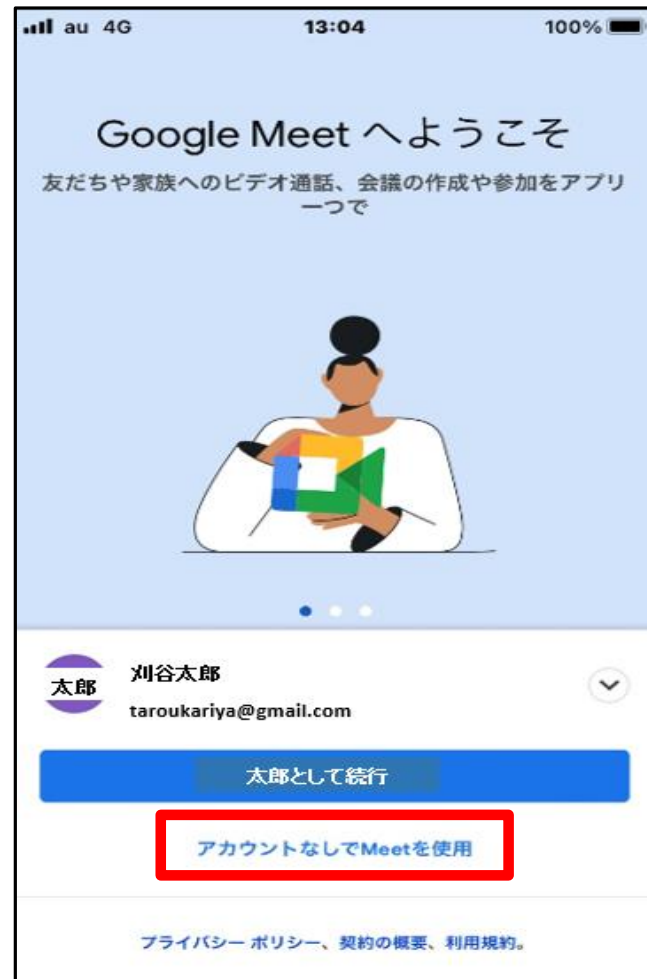 au 4G 13:04 100%
Google Meet へようこそ
友だちや家族へのビデオ通話、会議の作成や参加をアプリ
一つで
太郎
刈谷太郎
taroukariya@gmail.com
太郎として続行
アカウントなしでMeetを使用
プライバシー ポリシー、契約の概要、利用規約。